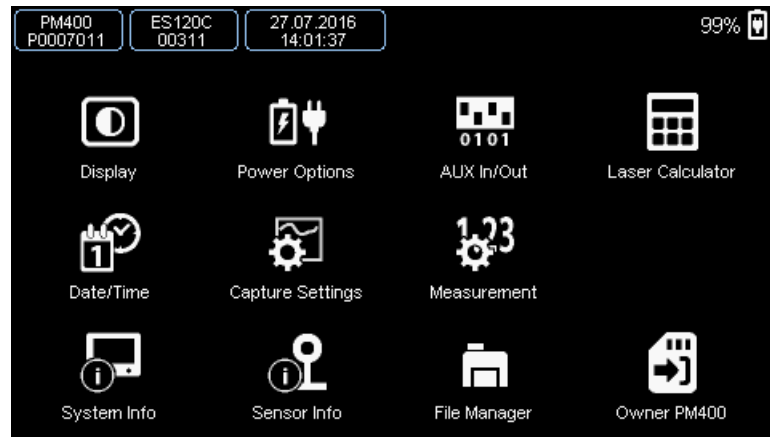 PM400
P0007011
ES120C
00311
27.07.2016
14:01:37
99%
0101
Display
Power Options
AUX In/Out
Laser Calculator
1
1.23
Date/Time
Capture Settings
Measurement
i
i
System Info
Sensor Info
File Manager
Owner PM400